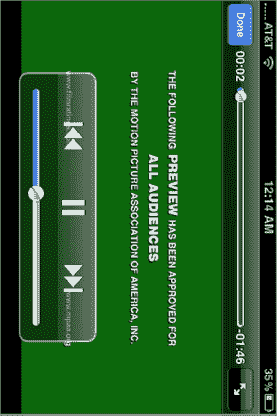 AT&T 12:14 AM 35%
Done 00:02 -01:46
THE FOLLOWING PREVIEW HAS BEEN APPROVED FOR
ALL AUDIENCES
BY THE MOTION PICTURE ASSOCIATION OF AMERICA, INC.